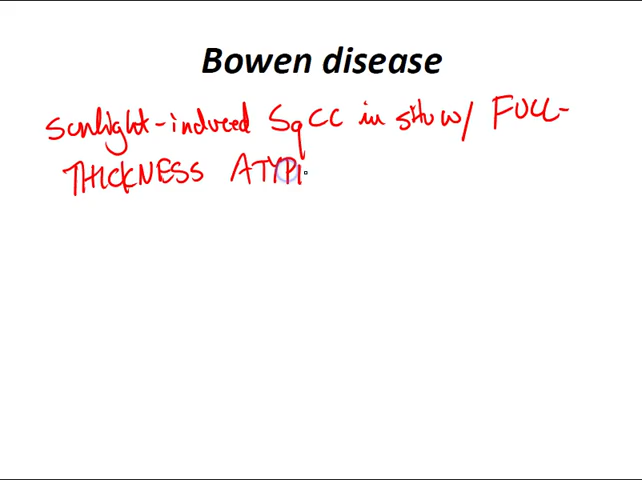 Bowen disease
sunlight-induced SqCC in situ w/ FULL-
THICKNESS ATYPI